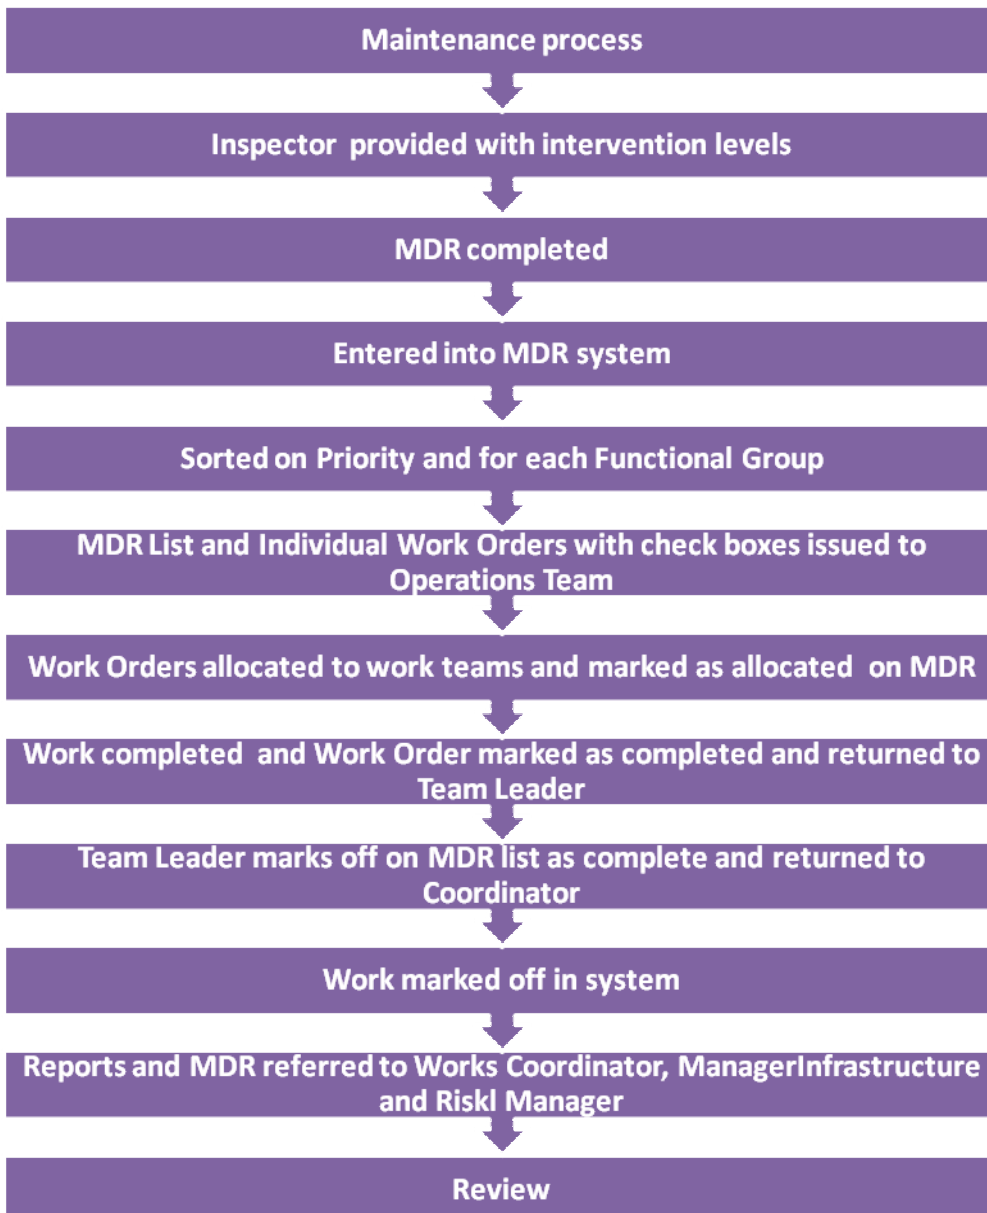 Maintenance process
Inspector provided with intervention levels
MDR completed
Entered into MDR system
Sorted on Priority and for each Functional Group
MDR List and Individual Work Orders with check boxes issued to
Operations Team
Work Orders allocated to work teams and marked as allocated on MDR
Work completed and Work Order marked as completed and returned to
Team Leader
Team Leader marks off on MDR list as complete and returned to
Coordinator
Work marked off in system
Reports and MDR referred to Works Coordinator, ManagerInfrastructure
and Riskl Manager
Review